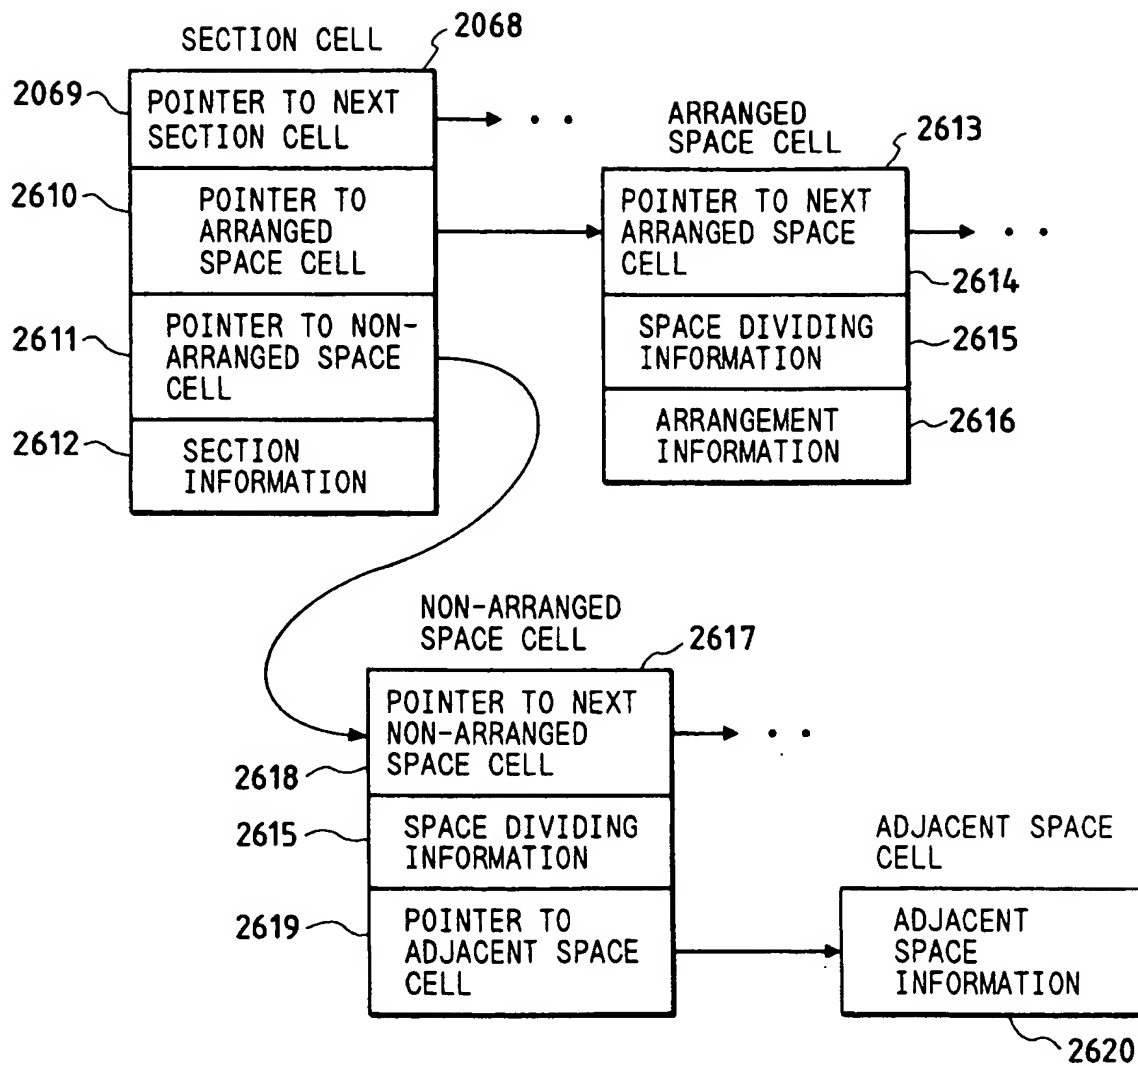 SECTION CELL
2068
2069
POINTER TO NEXT
SECTION CELL
2610
POINTER TO
ARRANGED
SPACE CELL
2611
POINTER TO NON-
ARRANGED SPACE
CELL
2612
SECTION
INFORMATION
ARRANGED
SPACE CELL
2613
POINTER TO NEXT
ARRANGED SPACE
CELL
2614
SPACE DIVIDING
INFORMATION
2615
ARRANGEMENT
INFORMATION
2616
NON-ARRANGED
SPACE CELL
2617
POINTER TO NEXT
NON-ARRANGED
SPACE CELL
2618
2615
SPACE DIVIDING
INFORMATION
2619
POINTER TO
ADJACENT SPACE
CELL
ADJACENT SPACE
CELL
ADJACENT
SPACE
INFORMATION
2620